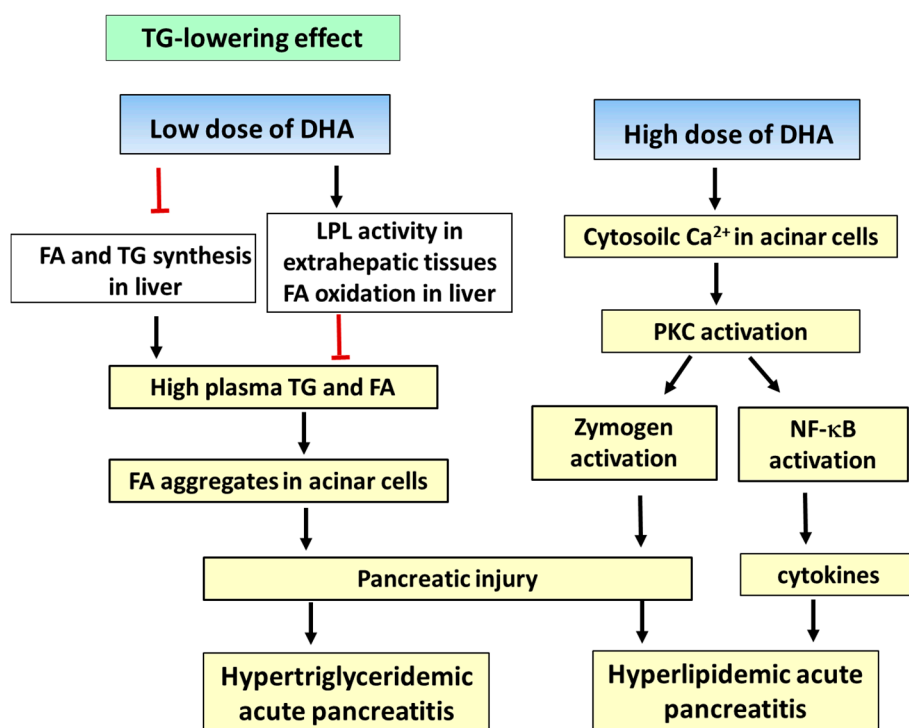 TG-lowering effect
Low dose of DHA
High dose of DHA
FA and TG synthesis
in liver
LPL activity in
extrahepatic tissues
FA oxidation in liver
Cytosoilc Ca²⁺ in acinar cells
PKC activation
High plasma TG and FA
Zymogen
activation
NF-κB
activation
FA aggregates in acinar cells
Pancreatic injury
cytokines
Hypertriglyceridemic
acute pancreatitis
Hyperlipidemic acute
pancreatitis